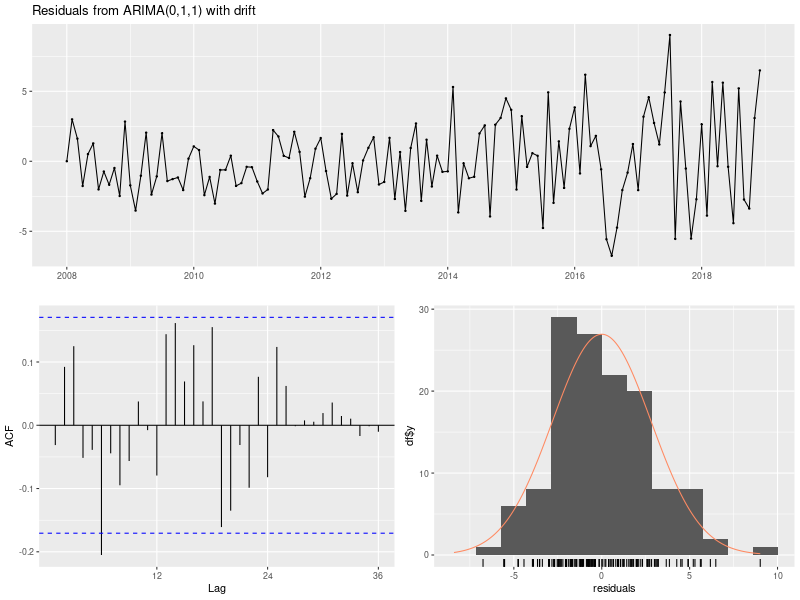 Residuals from ARIMA(0,1,1) with drift
5
0
-5
2008 2010 2012 2014 2016 2018
ACF
0.1
0.0
-0.1
-0.2
12 24 36
Lag
df$y
30
20
10
0
-5 0 5 10
residuals